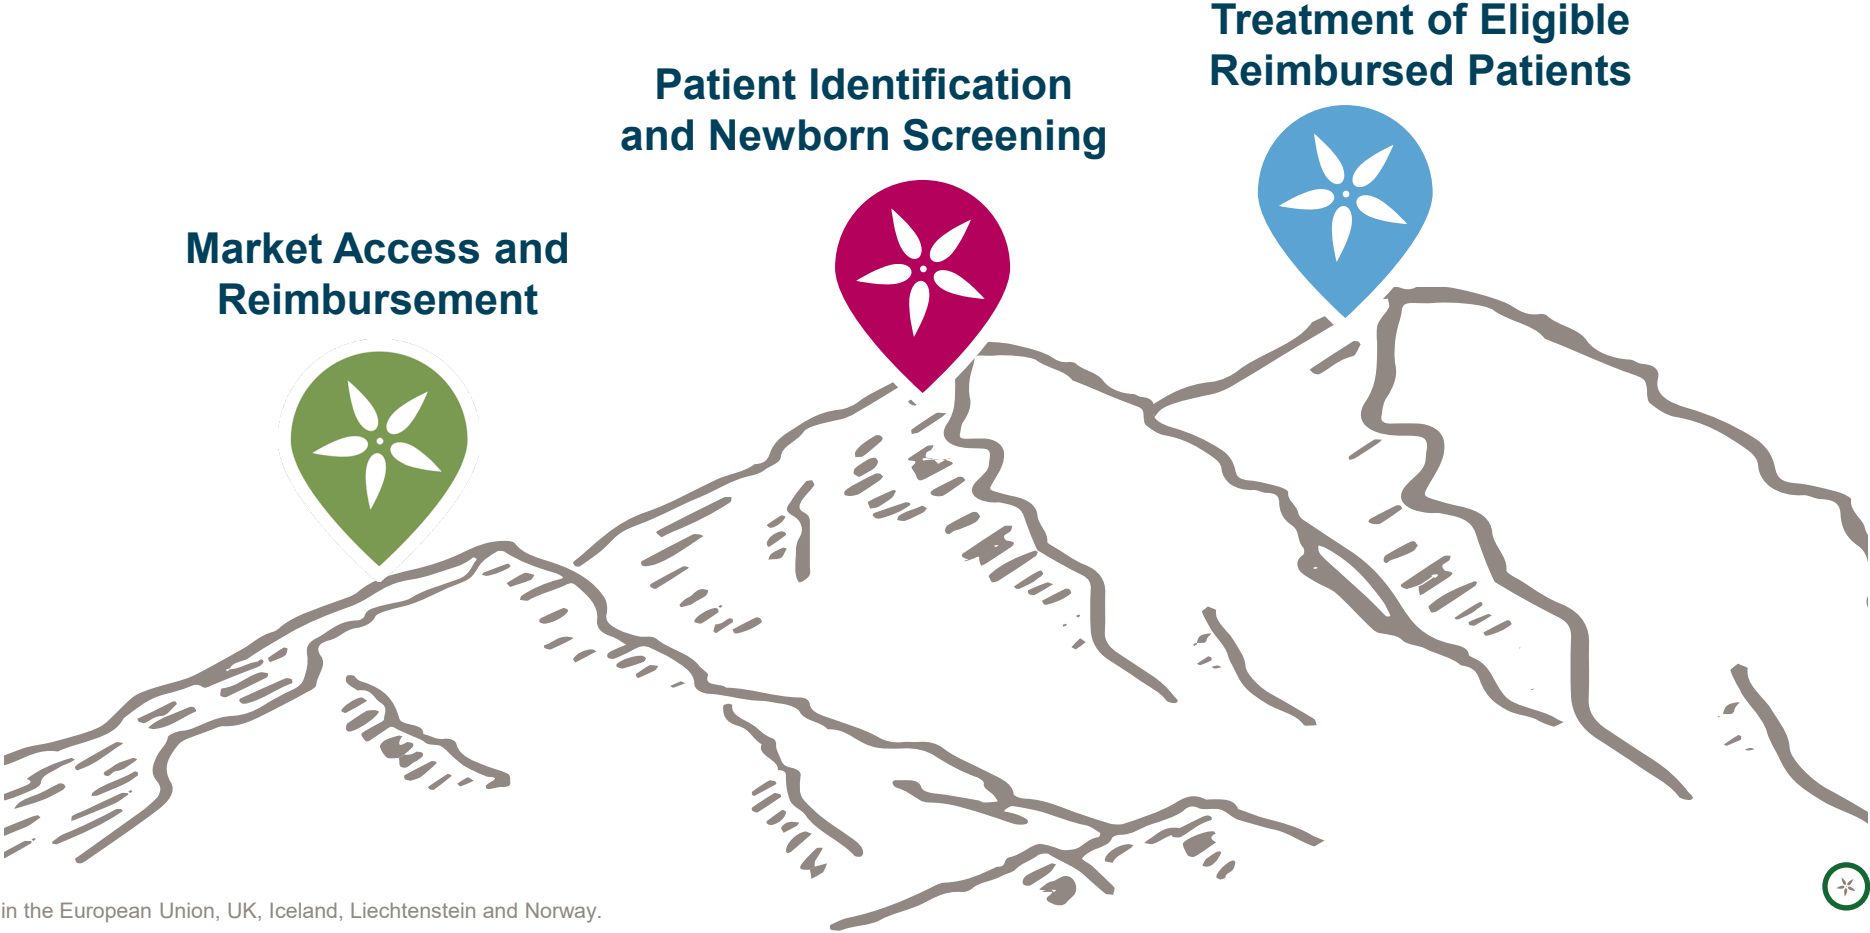 Treatment of Eligible
Reimbursed Patients
Patient Identification
and Newborn Screening
Market Access and
Reimbursement
in the European Union, UK, Iceland, Liechtenstein and Norway.